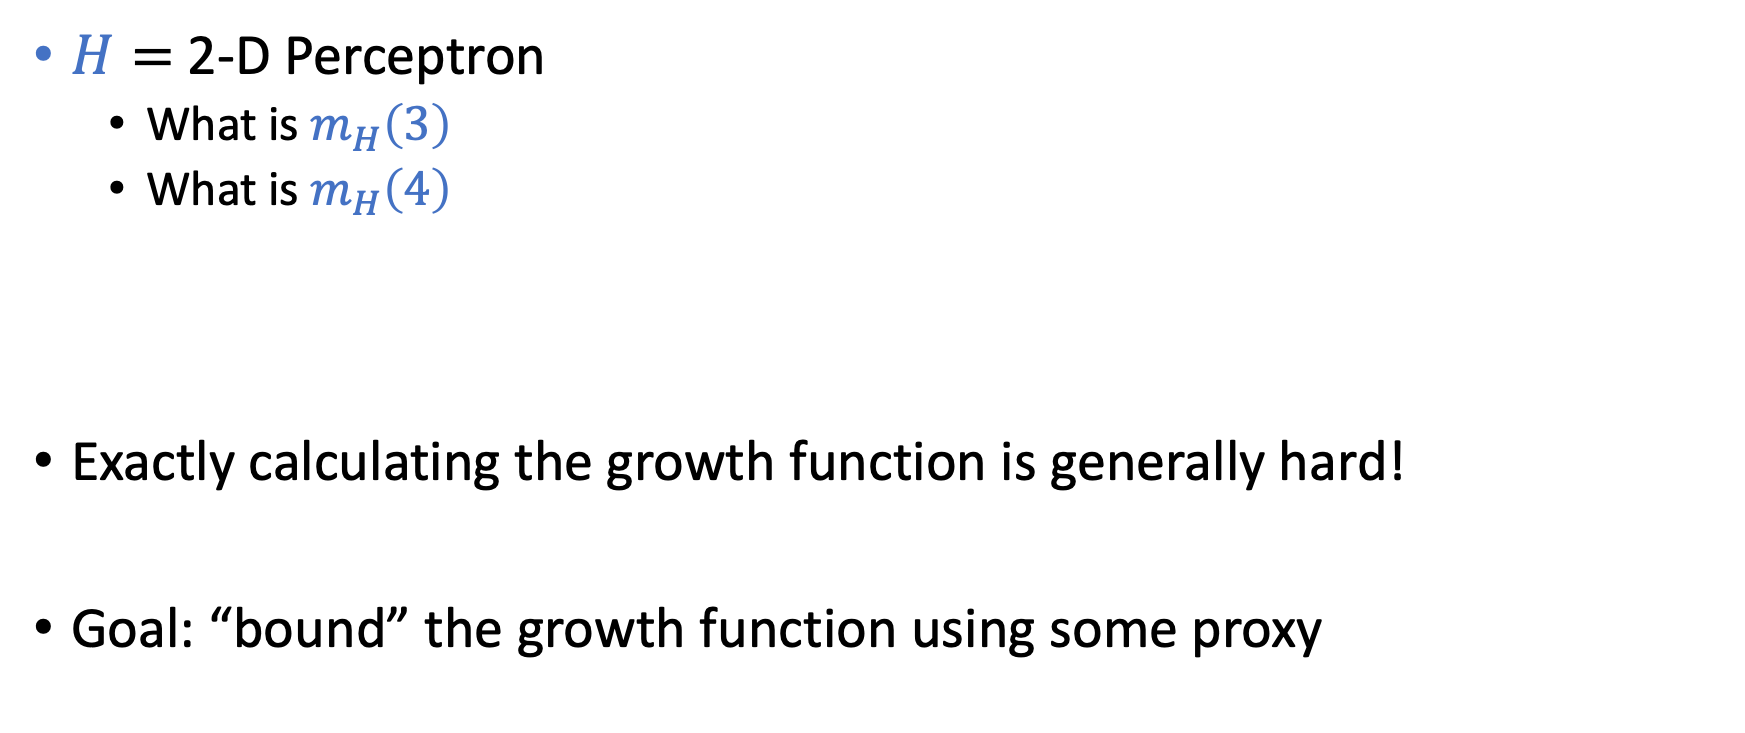 • H = 2-D Perceptron
• What is m_H(3)
• What is m_H(4)
• Exactly calculating the growth function is generally hard!
• Goal: “bound” the growth function using some proxy